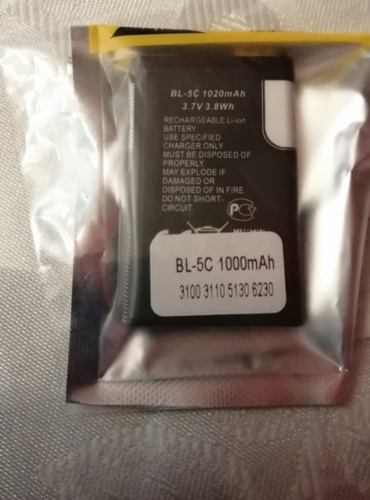 BL-5C 1020mAh
3.7V 3.8Wh
RECHARGEABLE Li-ion
BATTERY.
USE SPECIFIED
CHARGER ONLY
MUST BE DISPOSED OF
PROPERLY.
MAY EXPLODE IF
DAMAGED OR
DISPOSED OF IN FIRE.
DO NOT SHORT-
CIRCUIT.
BL-5C 1000mAh
3100 3110 5130 6230